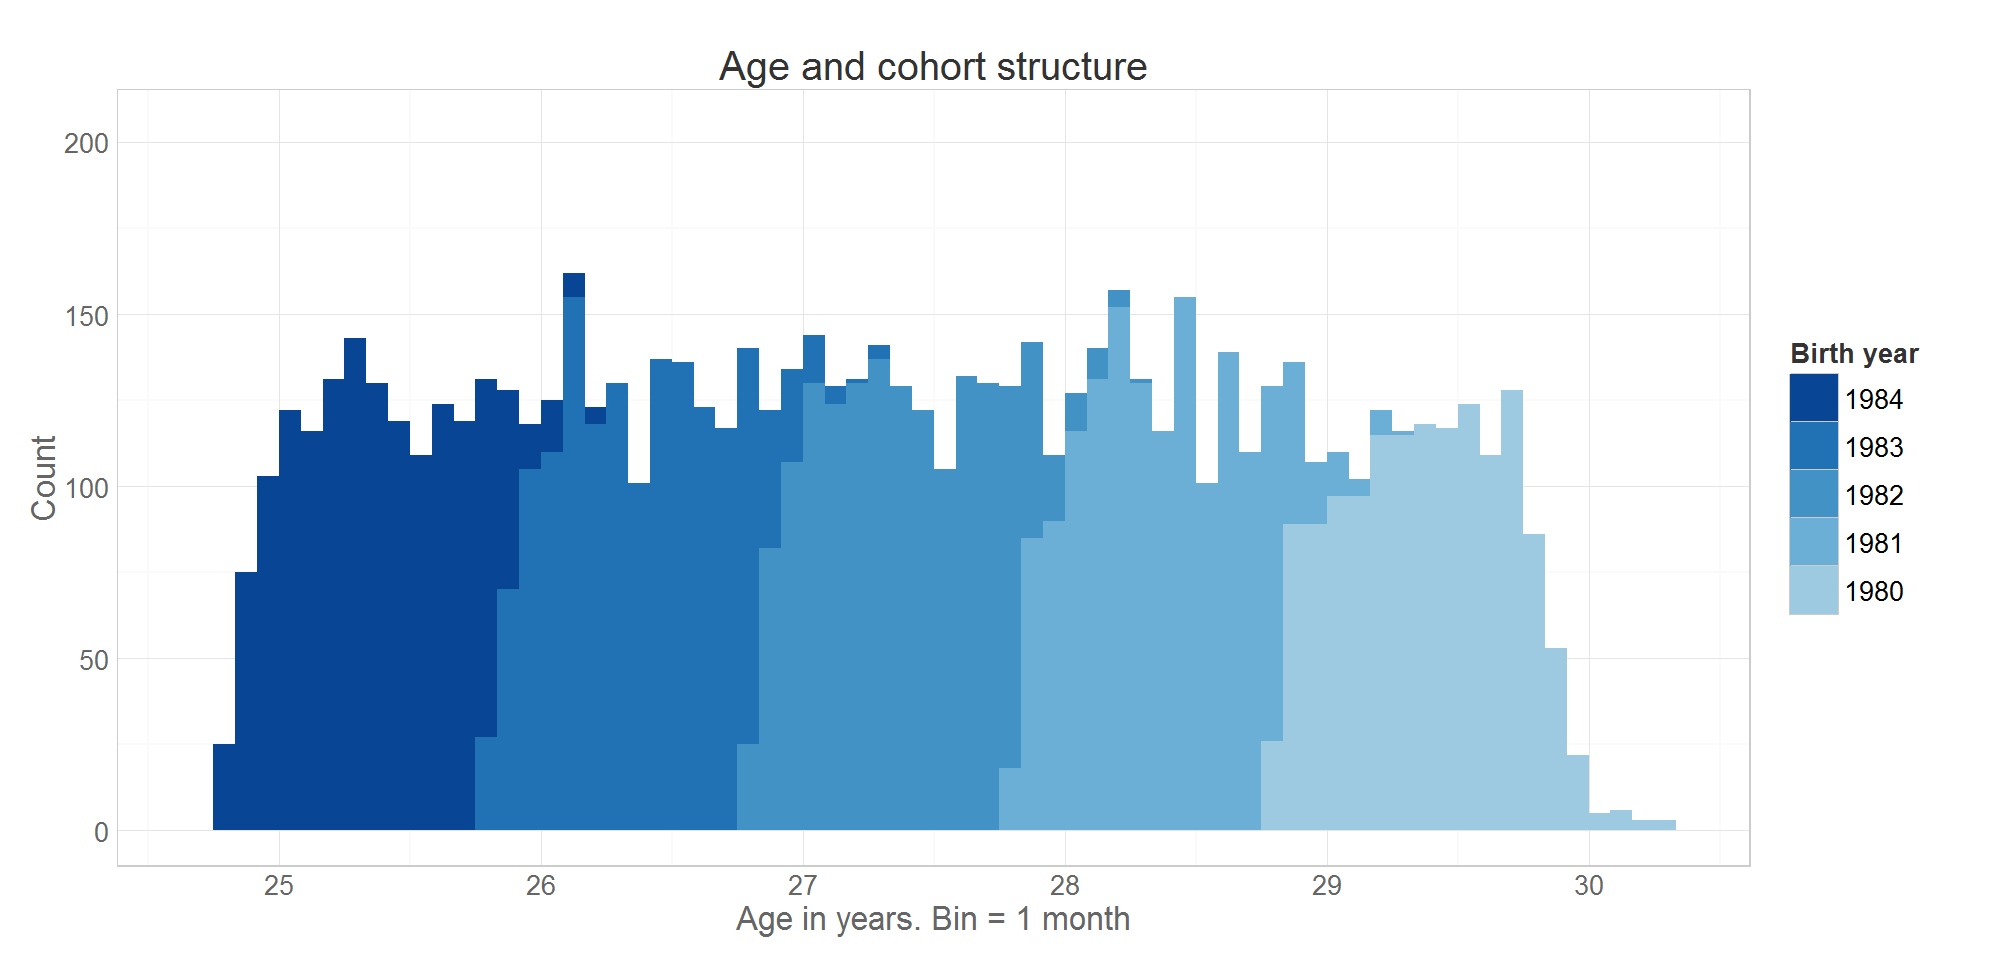 Age and cohort structure
200
150
100
50
0
Count
25 26 27 28 29 30
Age in years. Bin = 1 month
Birth year
1984
1983
1982
1981
1980